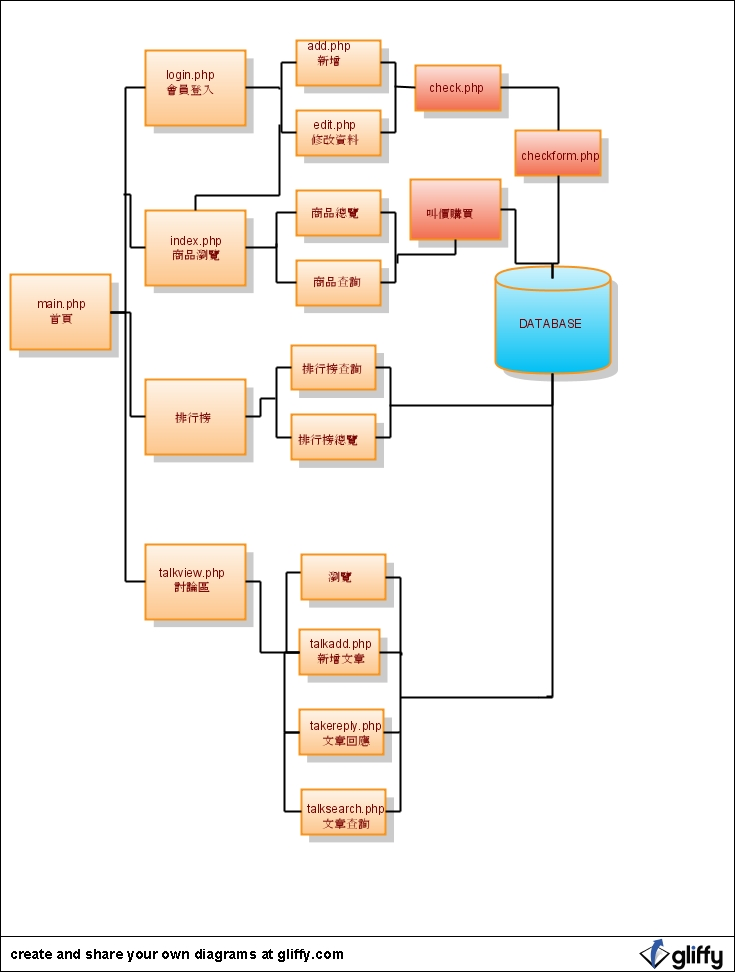 add.php
新增
login.php
會員登入
check.php
edit.php
修改資料
checkform.php
商品總覽
叫價購買
index.php
商品瀏覽
商品查詢
main.php
首頁
DATABASE
排行榜查詢
排行榜
排行榜總覽
talkview.php
討論區
瀏覽
talkadd.php
新增文章
takereply.php
文章回應
talksearch.php
文章查詢
create and share your own diagrams at gliffy.com
gliffy